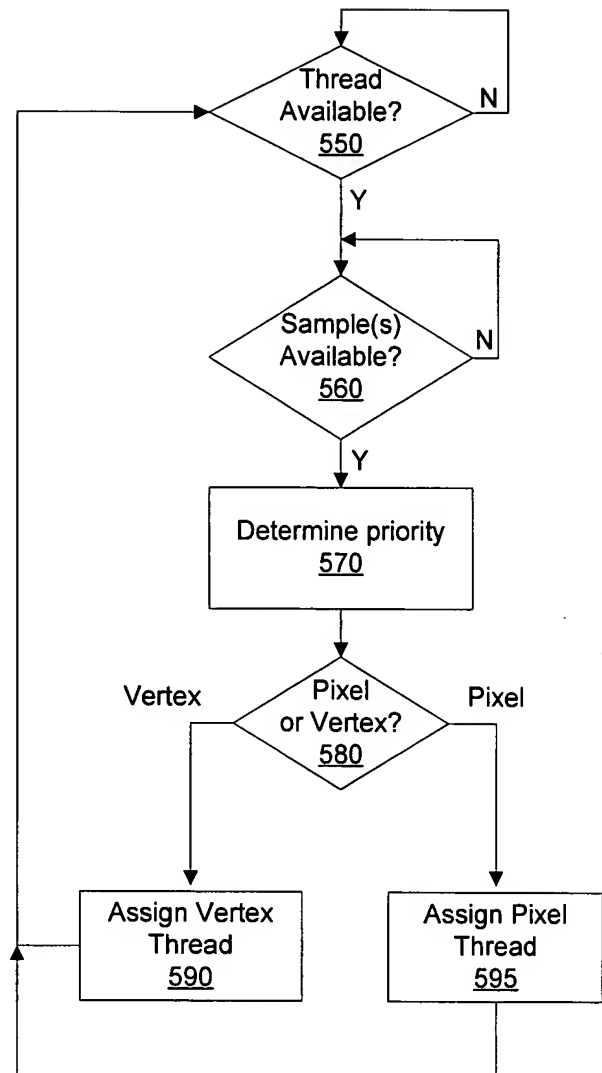 Thread
Available?
550
N
Y
Sample(s)
Available?
560
N
Y
Determine priority
570
Vertex
Pixel
or Vertex?
580
Pixel
Assign Vertex
Thread
590
Assign Pixel
Thread
595